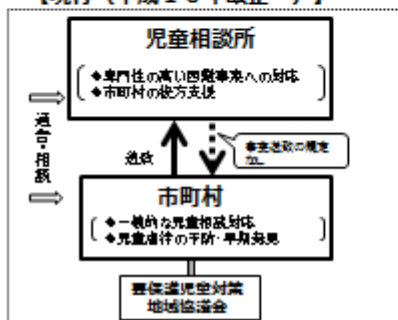 【現行(平成16年改正~)】
児童相談所
◆専門性の高い困難事案への対応
◆市町村の後方支援
通告・相談
送致
事案送致の規定なし
市町村
◆一般的な児童相談対応
◆児童虐待の予防・早期発見
要保護児童対策
地域協議会